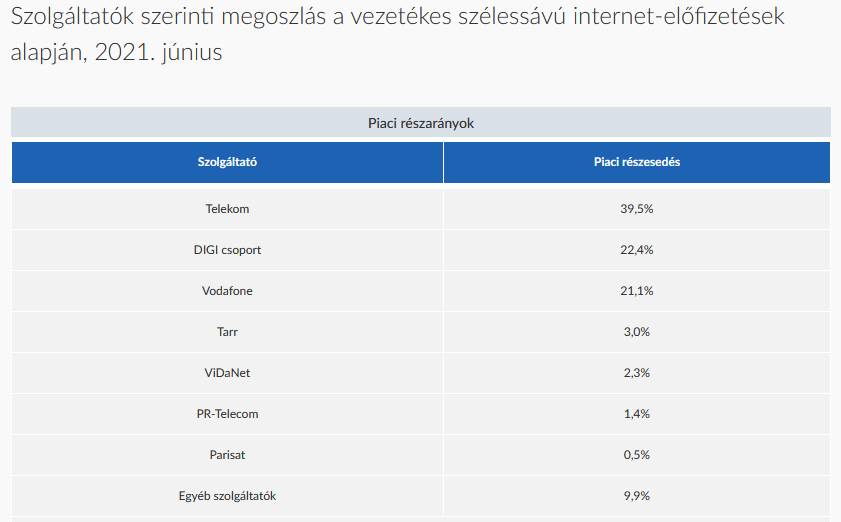 Szolgáltatók szerinti megoszlás a vezetékes szélessávú internet-előfizetések
alapján, 2021. június
Piaci részarányok
Szolgáltató Piaci részesedés
Telekom 39,5%
DIGI csoport 22,4%
Vodafone 21,1%
Tarr 3,0%
ViDaNet 2,3%
PR-Telecom 1,4%
Parisat 0,5%
Egyéb szolgáltatók 9,9%